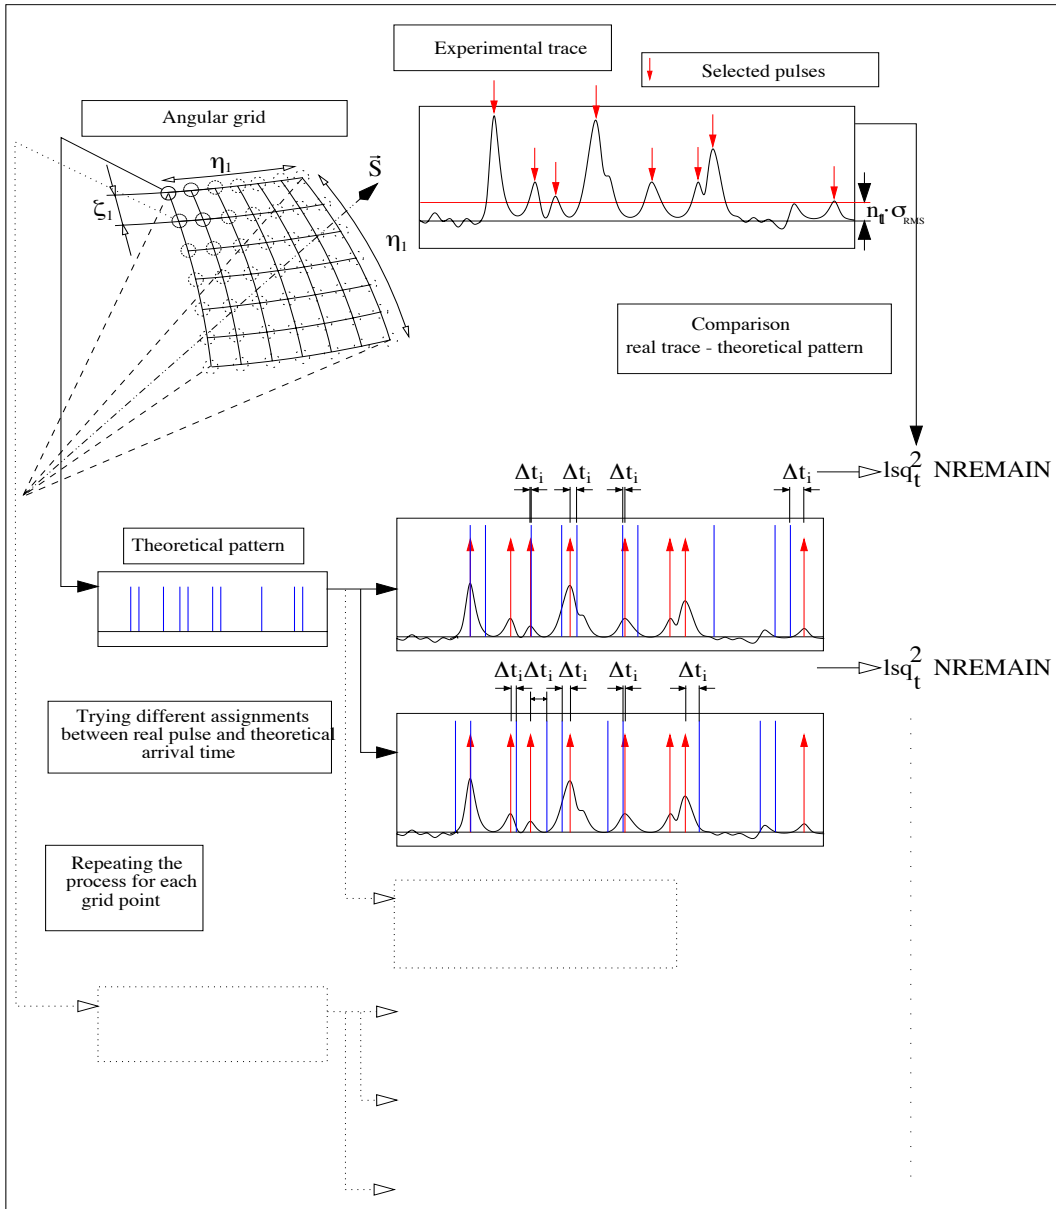 Experimental trace
Selected pulses
Angular grid
η1
S⃗
ζ1
η1
ntl·σRMS
Comparison
real trace - theoretical pattern
lsq²t NREMAIN
Δti Δti Δti Δti
Theoretical pattern
lsq²t NREMAIN
Δti Δti Δti Δti Δti
Trying different assignments
between real pulse and theoretical
arrival time
Repeating the
process for each
grid point